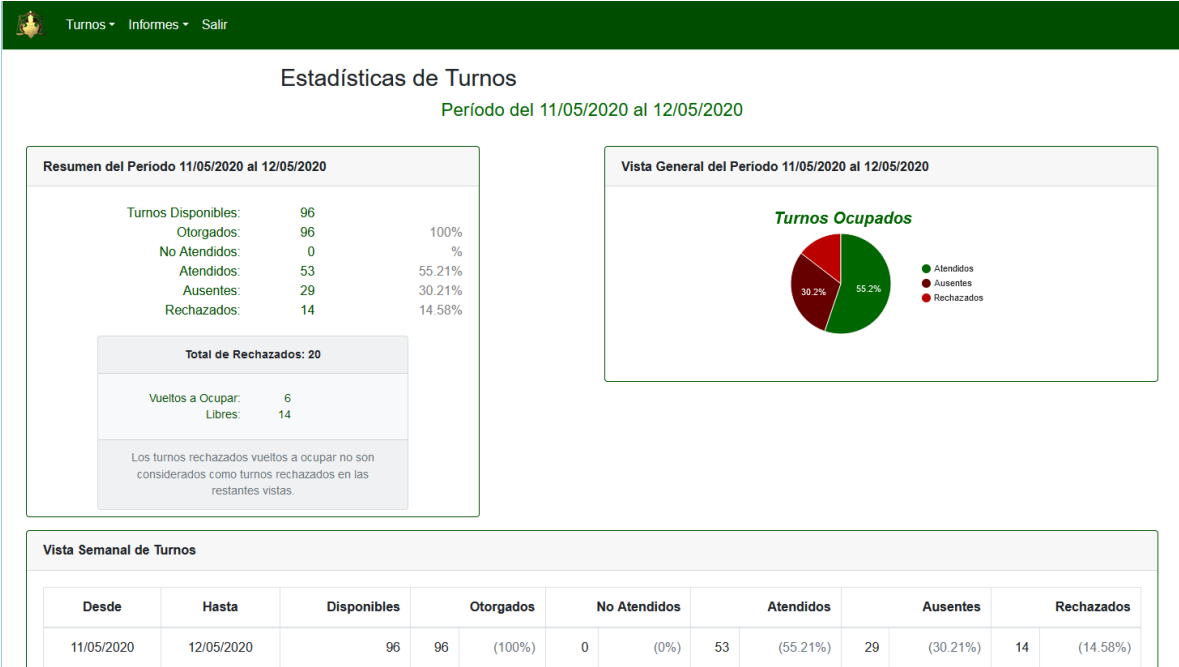 Turnos Informes Salir
Estadísticas de Turnos
Período del 11/05/2020 al 12/05/2020
Resumen del Período 11/05/2020 al 12/05/2020
Turnos Disponibles: 96
Otorgados: 96 100%
No Atendidos: 0 %
Atendidos: 53 55.21%
Ausentes: 29 30.21%
Rechazados: 14 14.58%
Total de Rechazados: 20
Vueltos a Ocupar: 6
Libres: 14
Los turnos rechazados vueltos a ocupar no son
considerados como turnos rechazados en las
restantes vistas.
Vista General del Período 11/05/2020 al 12/05/2020
Turnos Ocupados
30.2% 55.2%
Atendidos
Ausentes
Rechazados
Vista Semanal de Turnos
Desde Hasta Disponibles Otorgados No Atendidos Atendidos Ausentes Rechazados
11/05/2020 12/05/2020 96 96 (100%) 0 (0%) 53 (55.21%) 29 (30.21%) 14 (14.58%)